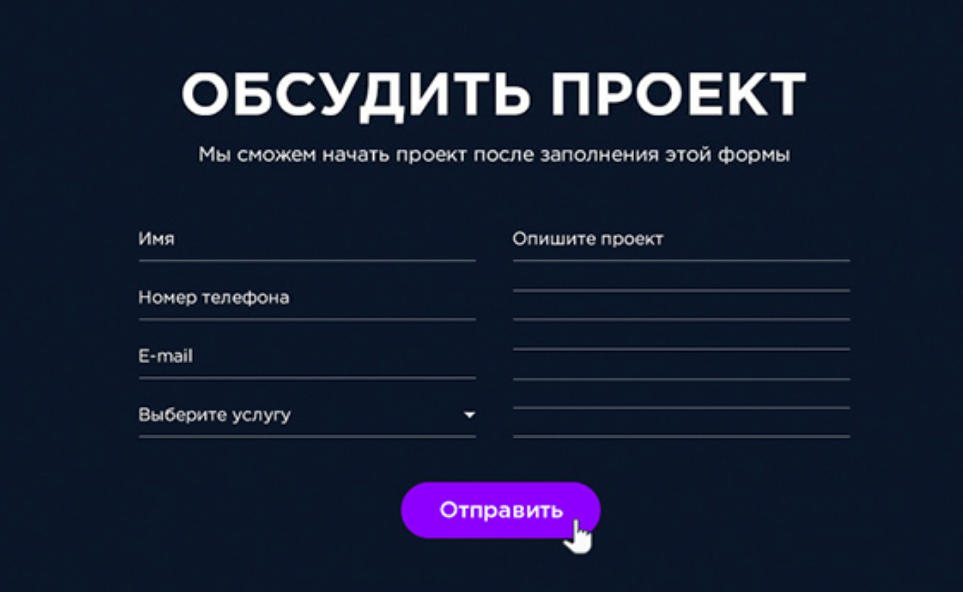 ОБСУДИТЬ ПРОЕКТ
Мы сможем начать проект после заполнения этой формы
Имя
Номер телефона
E-mail
Выберите услугу
Опишите проект
Отправить